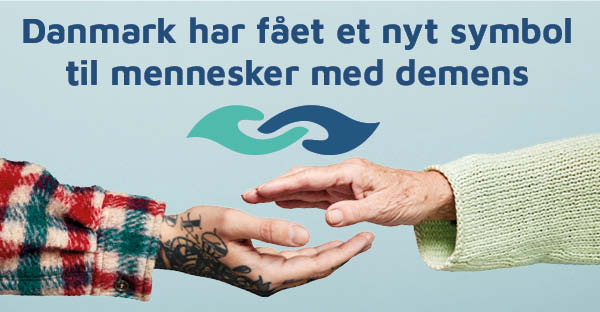 Danmark har fået et nyt symbol
til mennesker med demens